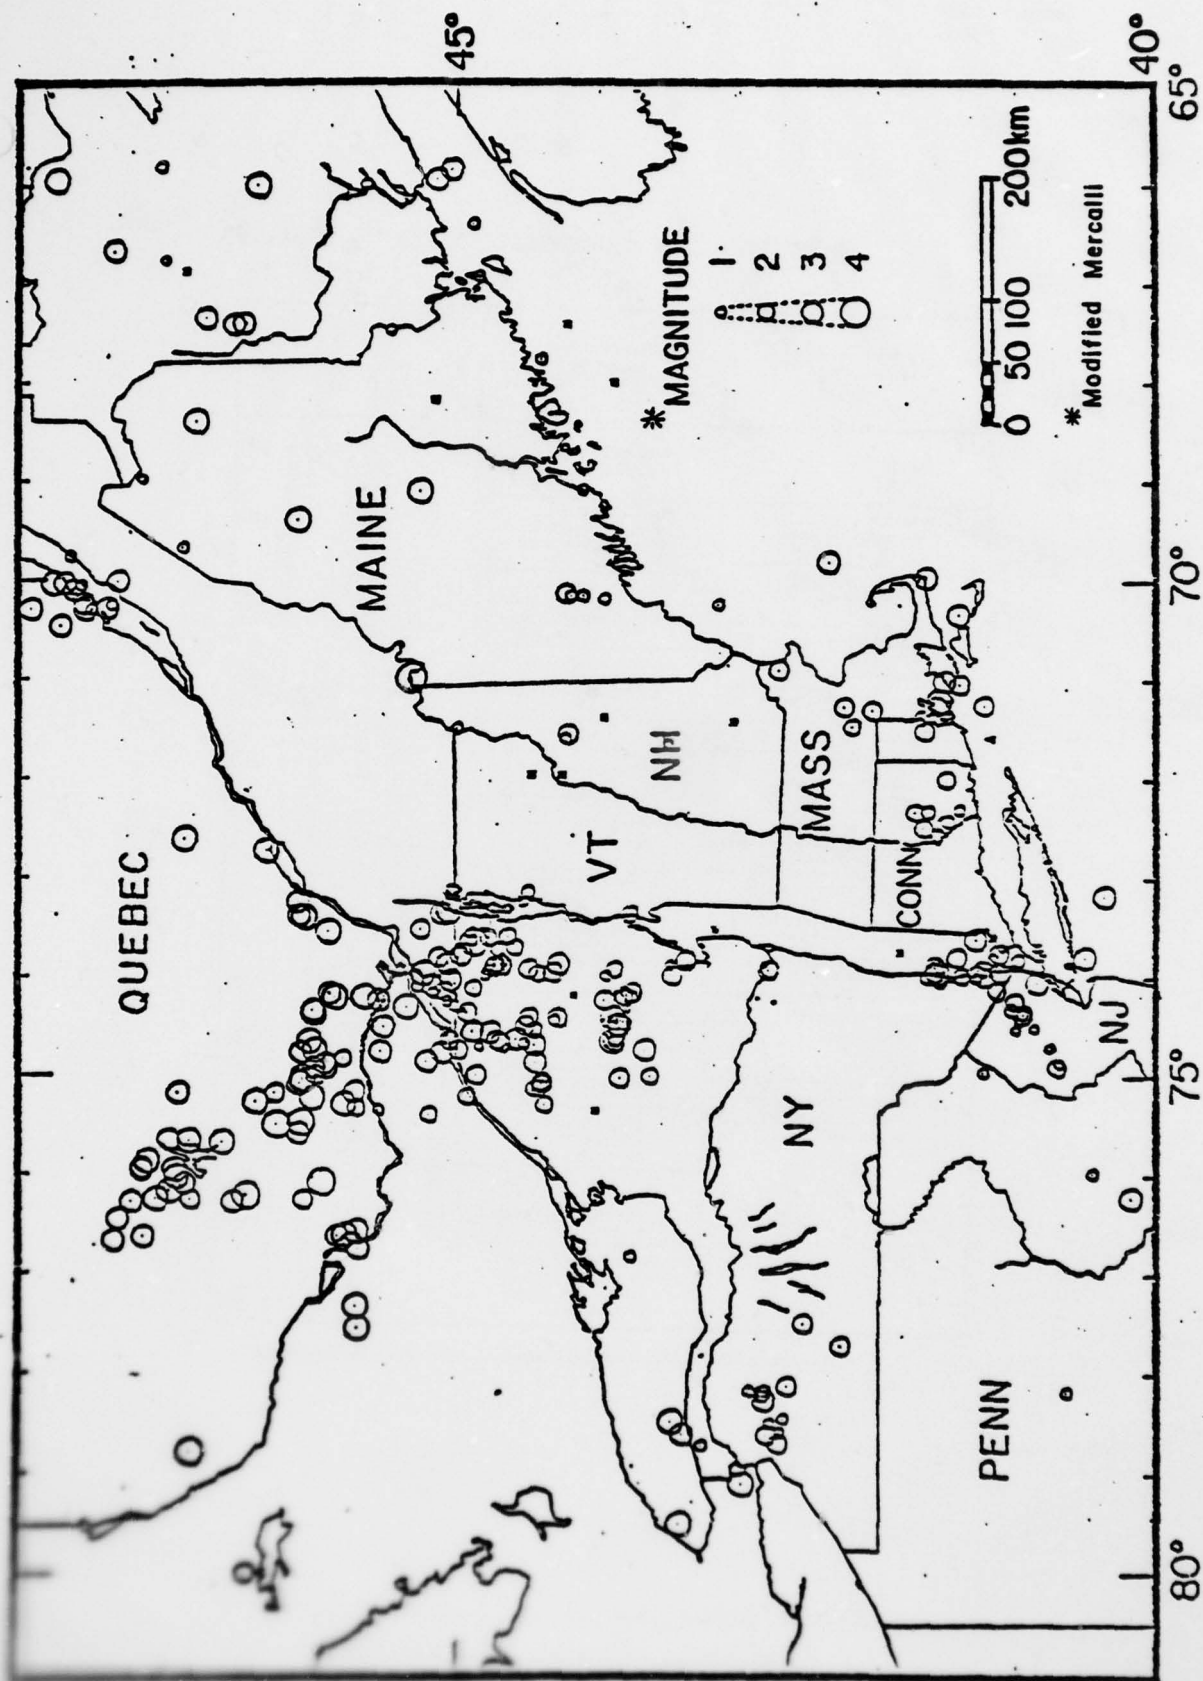 45°
40°
65°
70°
75°
80°
QUEBEC
MAINE
VT
NH
MASS
CONN
NY
NJ
PENN
*MAGNITUDE
1
2
3
4
0 50 100 200km
*Modified Mercalli